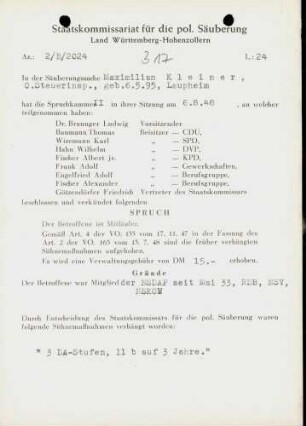 Staatskommissariat für die pol. Säuberung
Land Württemberg-Hohenzollern
Az.: 2/B/2024 317 L: 24
In der Säuberungssache Maximilian Kleiner,
O.Steuerinsp., geb.6.5.95, Laupheim
hat die Spruchkammer II in ihrer Sitzung am 6.8.48, an welcher
teilgenommen haben:
Dr. Ludwig Vorsitzender
Baumann Thomas Beisitzer — CDU,
Wiremann Karl „ — SPD,
Hahn Wilhelm „ — DVP,
Fischer Albert jr. „ — KPD,
Frank Adolf „ — Gewerkschaften,
Engelfried Adolf „ — Berufsgruppe,
Fischer Alexander „ — Berufsgruppe,
Götzendörfer Friedrich Vertreter des Staatskommissars
beschlossen und verkündet folgenden
SPRUCH
Der Betroffene ist Mitläufer.
Gemäß Art. 4 der VO. 133 vom 17. 11. 47 in der Fassung des
Art. 2 der VO. 165 vom 13. 7. 48 sind die früher verhängten
Sühnemaßnahmen aufgehoben.
Es wird eine Verwaltungsgebühr von DM 15.- erhoben.
Gründe
Der Betroffene war Mitglied der NSDAP seit Mai 33, RDB, NSV,
NSKOV
Durch Entscheidung des Staatskommissars für die pol. Säuberung waren
folgende Sühnemaßnahmen verhängt worden:
" 3 DA-Stufen, 11 b auf 3 Jahre."